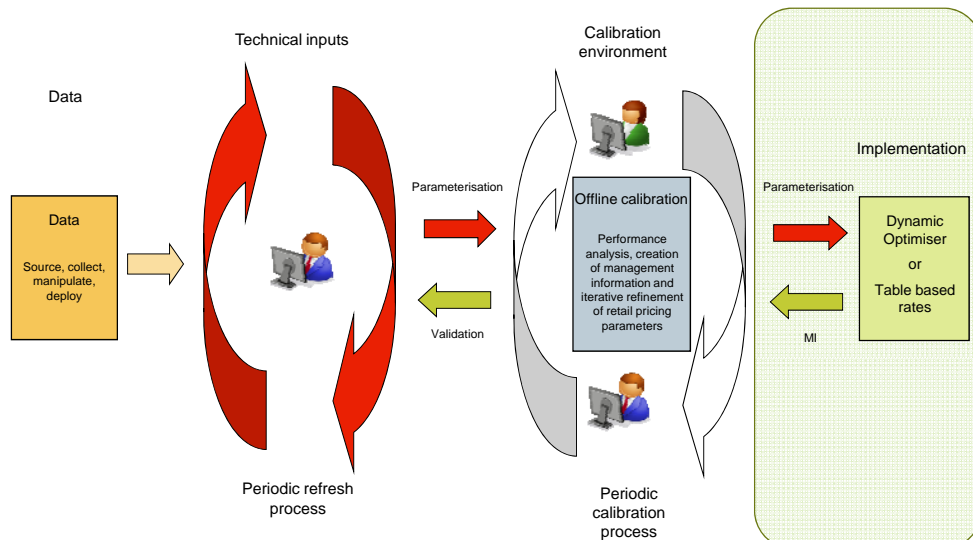 Data
Data
Source, collect,
manipulate,
deploy
Technical inputs
Periodic refresh
process
Parameterisation
Validation
Calibration
environment
Offline calibration
Performance
analysis, creation
of management
information and
iterative refinement
of retail pricing
parameters
Periodic
calibration
process
Implementation
Parameterisation
MI
Dynamic
Optimiser
or
Table based
rates